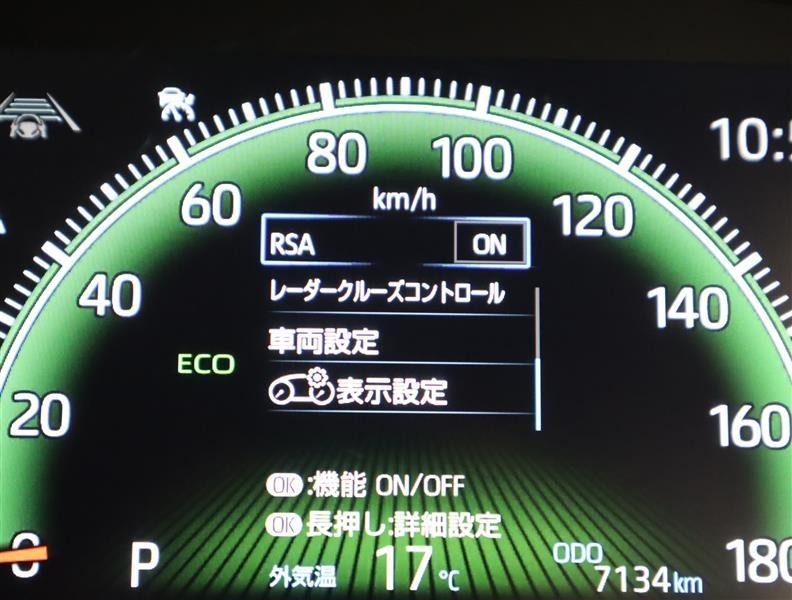 80 100
10:5
60 km/h 120
RSA ON
40 レーダークルーズコントロール 140
車両設定
ECO
表示設定
20 160
OK:機能 ON/OFF
OK長押し:詳細設定
P 外気温 17℃ ODO 7134km 180